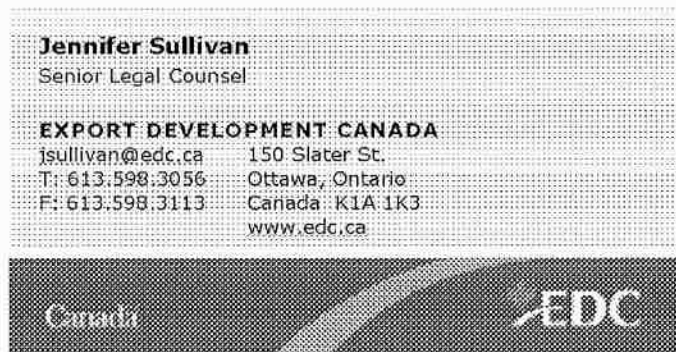 Jennifer Sullivan
Senior Legal Counsel
EXPORT DEVELOPMENT CANADA
jsullivan@edc.ca 150 Slater St.
T: 613.598.3056 Ottawa, Ontario
F: 613.598.3113 Canada K1A 1K3
www.edc.ca
Canada EDC